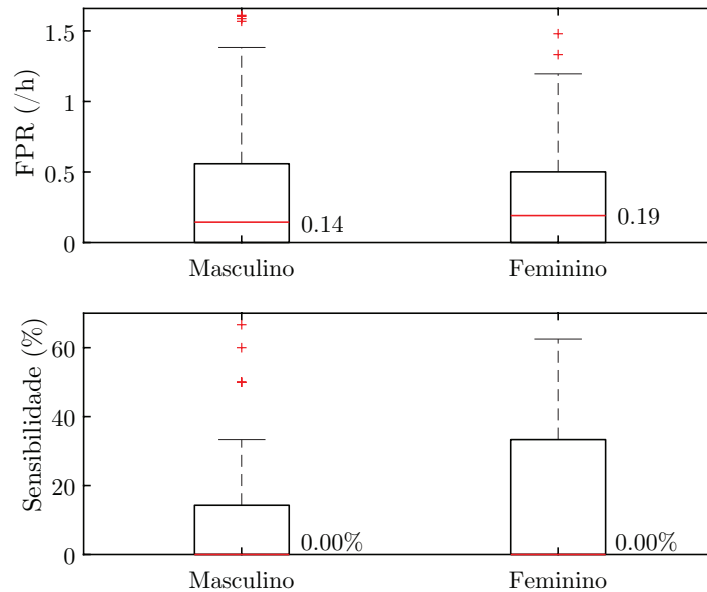 FPR (/h)
1.5
1
0.5
0
0.14
0.19
Masculino
Feminino
Sensibilidade (%)
60
40
20
0
0.00%
0.00%
Masculino
Feminino